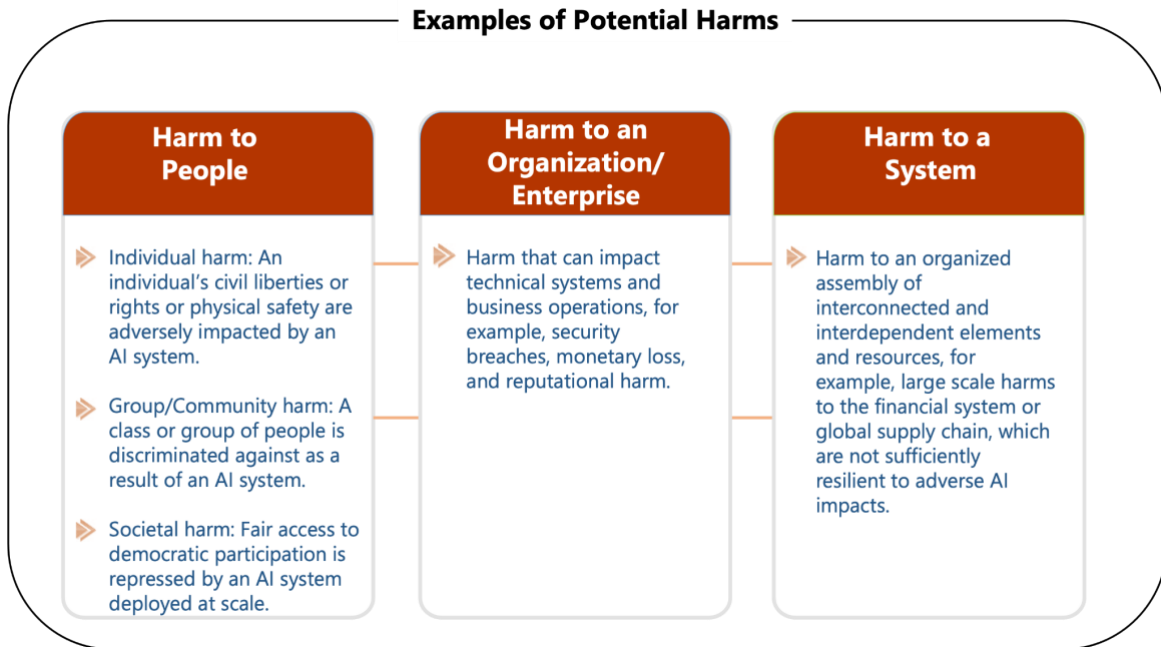 Examples of Potential Harms
Harm to
People
Individual harm: An
individual's civil liberties or
rights or physical safety are
adversely impacted by an
AI system.
Group/Community harm: A
class or group of people is
discriminated against as a
result of an AI system.
Societal harm: Fair access to
democratic participation is
repressed by an AI system
deployed at scale.
Harm to an
Organization/
Enterprise
Harm that can impact
technical systems and
business operations, for
example, security
breaches, monetary loss,
and reputational harm.
Harm to a
System
Harm to an organized
assembly of
interconnected and
interdependent elements
and resources, for
example, large scale harms
to the financial system or
global supply chain, which
are not sufficiently
resilient to adverse AI
impacts.